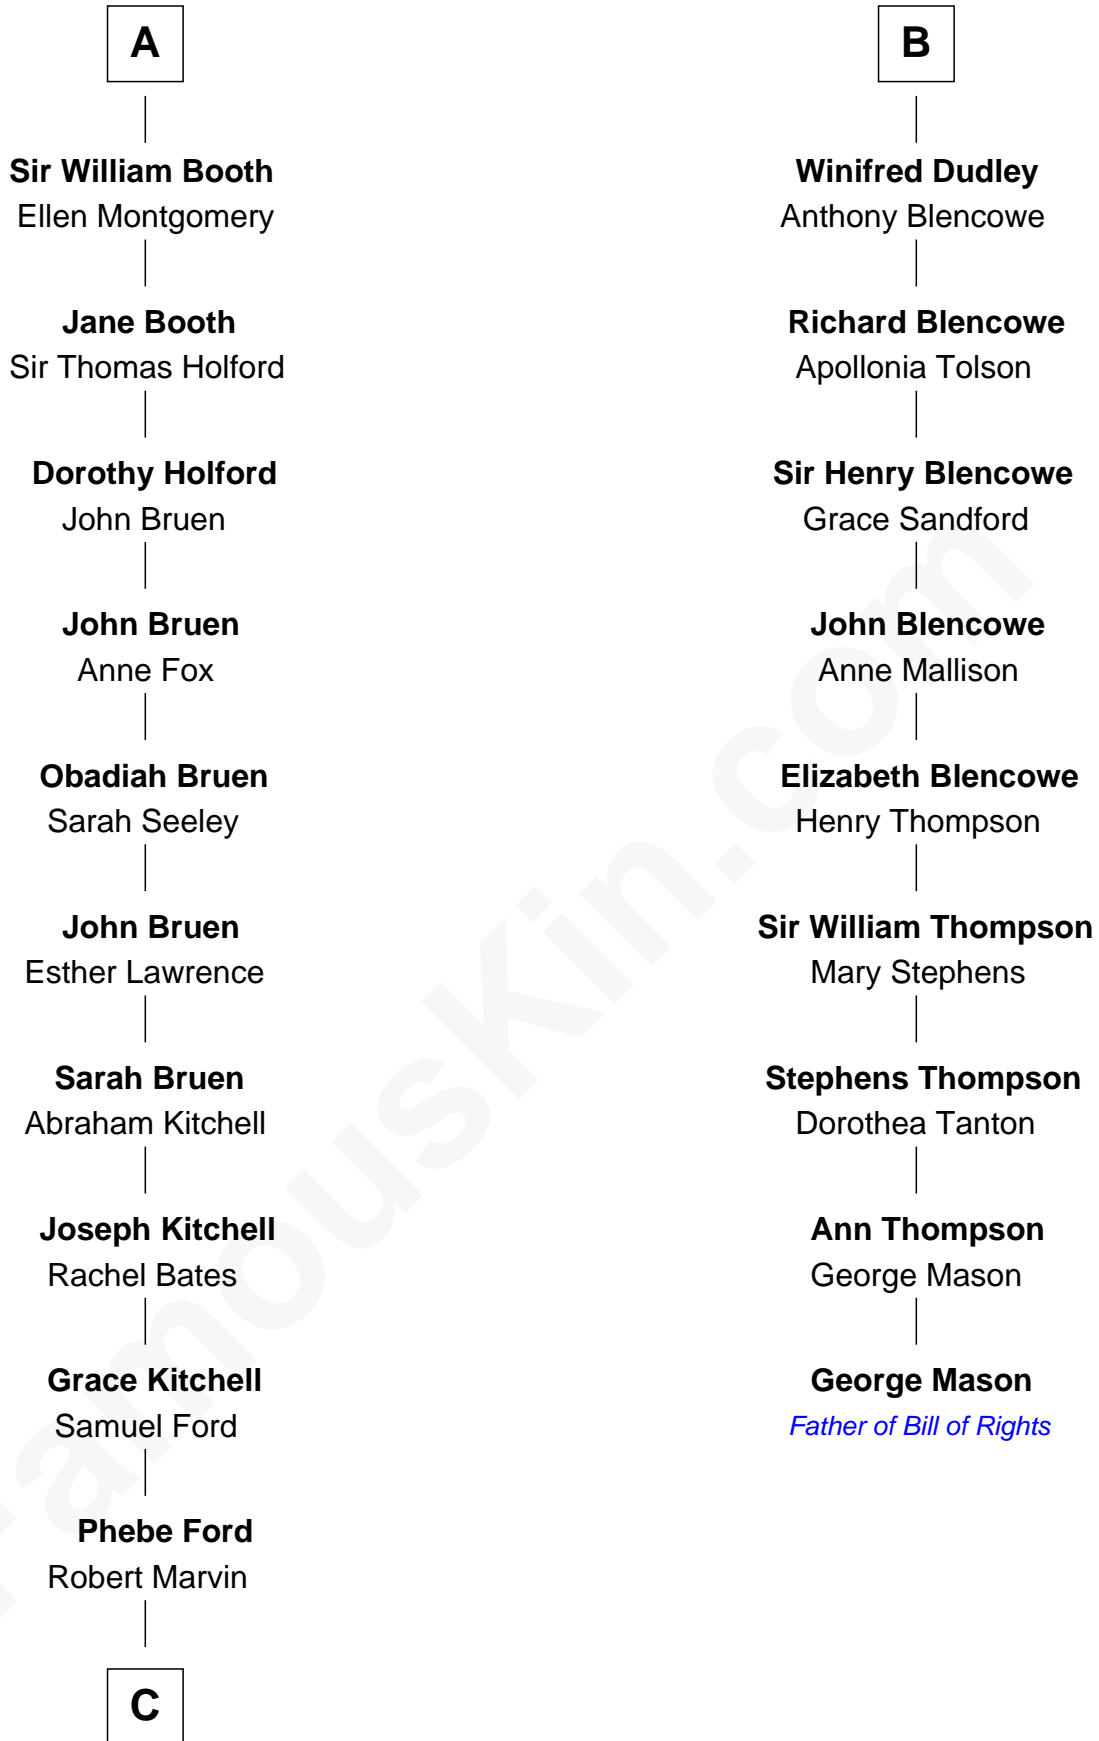 A
Sir William Booth
Ellen Montgomery
Jane Booth
Sir Thomas Holford
Dorothy Holford
John Bruen
John Bruen
Anne Fox
Obadiah Bruen
Sarah Seeley
John Bruen
Esther Lawrence
Sarah Bruen
Abraham Kitchell
Joseph Kitchell
Rachel Bates
Grace Kitchell
Samuel Ford
Phebe Ford
Robert Marvin
C
B
Winifred Dudley
Anthony Blencowe
Richard Blencowe
Apollonia Tolson
Sir Henry Blencowe
Grace Sandford
John Blencowe
Anne Mallison
Elizabeth Blencowe
Henry Thompson
Sir William Thompson
Mary Stephens
Stephens Thompson
Dorothea Tanton
Ann Thompson
George Mason
George Mason
Father of Bill of Rights
FamousKin.com